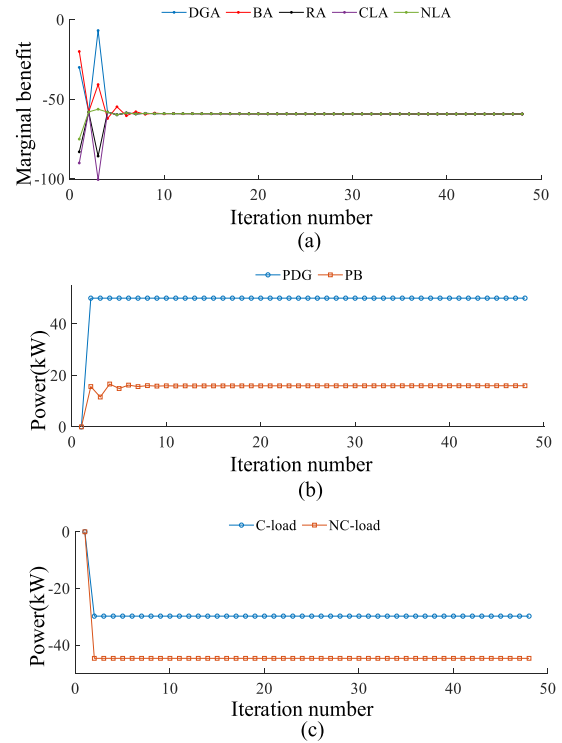 DGA BA RA CLA NLA
0
-50
-100
Marginal benefit
0 10 20 30 40 50
Iteration number
(a)
PDG PB
40
20
0
Power(kW)
0 10 20 30 40 50
Iteration number
(b)
C-load NC-load
0
-20
-40
Power(kW)
0 10 20 30 40 50
Iteration number
(c)